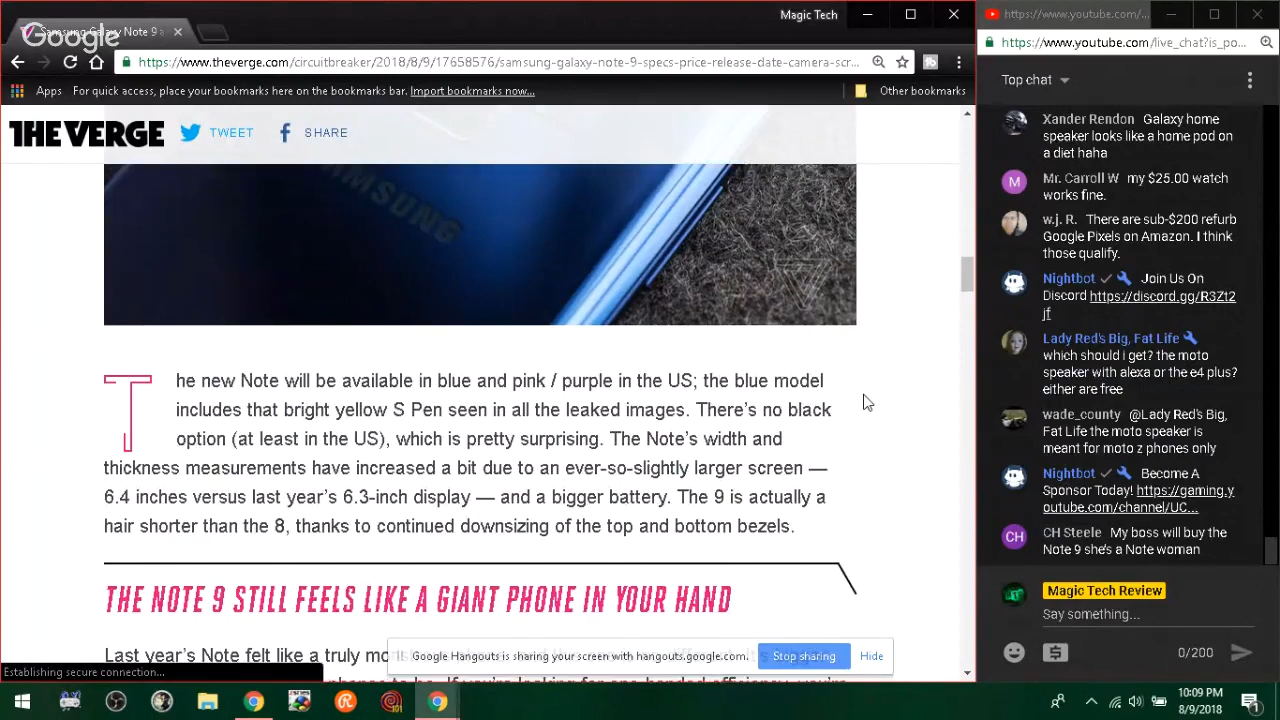 Magic Tech
Google
Samsung Galaxy Note 9
https://www.theverge.com/circuitbreaker/2018/8/9/17658576/samsung-galaxy-note-9-specs-price-release-date-camera-scr...
Apps For quick access, place your bookmarks here on the bookmarks bar. Import bookmarks now... Other bookmarks
THE VERGE TWEET SHARE
SAMSUNG
The new Note will be available in blue and pink / purple in the US; the blue model
includes that bright yellow S Pen seen in all the leaked images. There's no black
option (at least in the US), which is pretty surprising. The Note's width and
thickness measurements have increased a bit due to an ever-so-slightly larger screen —
6.4 inches versus last year's 6.3-inch display — and a bigger battery. The 9 is actually a
hair shorter than the 8, thanks to continued downsizing of the top and bottom bezels.
THE NOTE 9 STILL FEELS LIKE A GIANT PHONE IN YOUR HAND
Last year's Note felt like a truly
Google Hangouts is sharing your screen with hangouts.google.com. Stop sharing Hide
Establishing secure connection...
https://www.youtube.com/...
https://www.youtube.com/live_chat?is_po...
Top chat
Xander Rendon Galaxy home
speaker looks like a home pod on
a diet haha
M
Mr. Carroll W my $25.00 watch
works fine.
w.j. R. There are sub-$200 refurb
Google Pixels on Amazon. I think
those qualify.
Nightbot Join Us On
Discord https://discord.gg/R3Zt2
jf
Lady Red's Big, Fat Life
which should i get? the moto
speaker with alexa or the e4 plus?
either are free
wade_county @Lady Red's Big,
Fat Life the moto speaker is
meant for moto z phones only
Nightbot Become A
Sponsor Today! https://gaming.y
outube.com/channel/UC...
CH
CH Steele My boss will buy the
Note 9 she's a Note woman
Magic Tech Review
Say something...
0/200
10:09 PM
8/9/2018